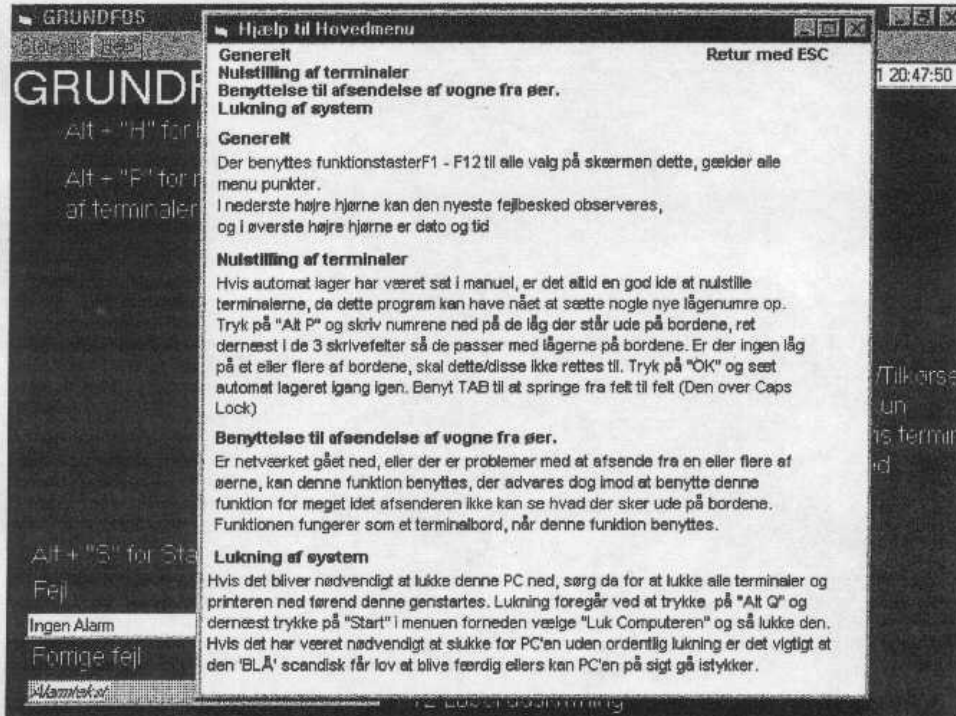 GRUNDFOS
Hjælp til Hovedmenu
Statestik Hjælp
Generelt Retur med ESC
Nulstilling af terminaler
Benyttelse til afsendelse af vogne fra øer.
Lukning af system
GRUNDF
1 20:47:50
Alt + "H" for
Alt + "P" for
af terminaler
Generelt
Der benyttes funktionstasterF1 - F12 til alle valg på skærmen dette, gælder alle
menu punkter.
I nederste højre hjørne kan den nyeste fejlbesked observeres,
og i øverste højre hjørne er dato og tid
Nulstilling af terminaler
Hvis automat lager har været sat i manuel, er det altid en god ide at nulstille
terminalerne, da dette program kan have nået at sætte nogle nye lågenumre op.
Tryk på "Alt P" og skriv numrene ned på de låg der står ude på bordene, ret
dernæst i de 3 skrivefelter så de passer med lågerne på bordene. Er der ingen låg
på et eller flere af bordene, skal dette/disse ikke rettes til. Tryk på "OK" og sæt
automat lageret igang igen. Benyt TAB til at springe fra felt til felt (Den over Caps
Lock)
/Tilkørse
un
ns termin
ed
Benyttelse til afsendelse af vogne fra øer.
Er netværket gået ned, eller der er problemer med at afsende fra en eller flere af
øerne, kan denne funktion benyttes, der advares dog imod at benytte denne
funktion for meget idet afsenderen ikke kan se hvad der sker ude på bordene.
Funktionen fungerer som et terminalbord, når denne funktion benyttes.
Alt + "S" for Sta
Fejl
Ingen Alarm
Forrige fejl
Alarmtekst
Lukning af system
Hvis det bliver nødvendigt at lukke denne PC ned, sørg da for at lukke alle terminaler og
printeren ned førend denne genstartes. Lukning foregår ved at trykke på "Alt Q" og
dernæst trykke på "Start" i menuen forneden vælge "Luk Computeren" og så lukke den.
Hvis det har været nødvendigt at slukke for PC'en uden ordentlig lukning er det vigtigt at
den 'BLÅ' scandisk får lov at blive færdig ellers kan PC'en på sigt gå istykker.